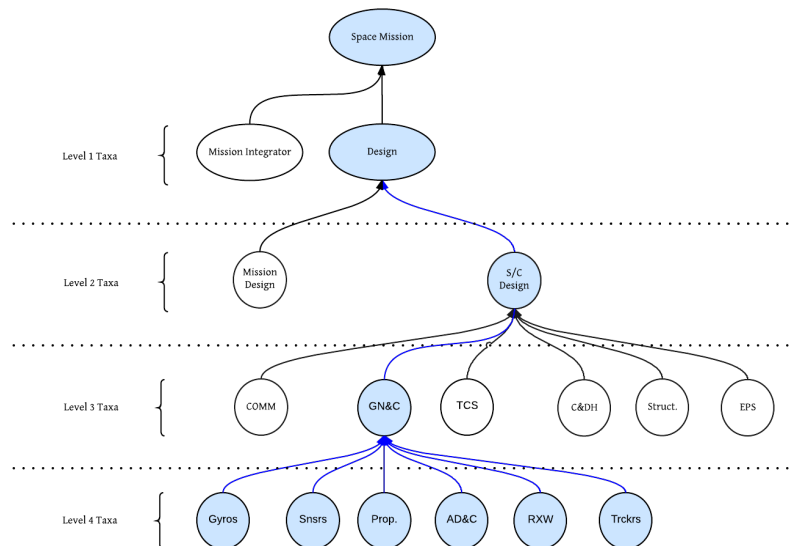 Space Mission
Level 1 Taxa
Mission Integrator
Design
Level 2 Taxa
Mission
Design
S/C
Design
Level 3 Taxa
COMM
GN&C
TCS
C&DH
Struct.
EPS
Level 4 Taxa
Gyros
Snsrs
Prop.
AD&C
RXW
Trckrs